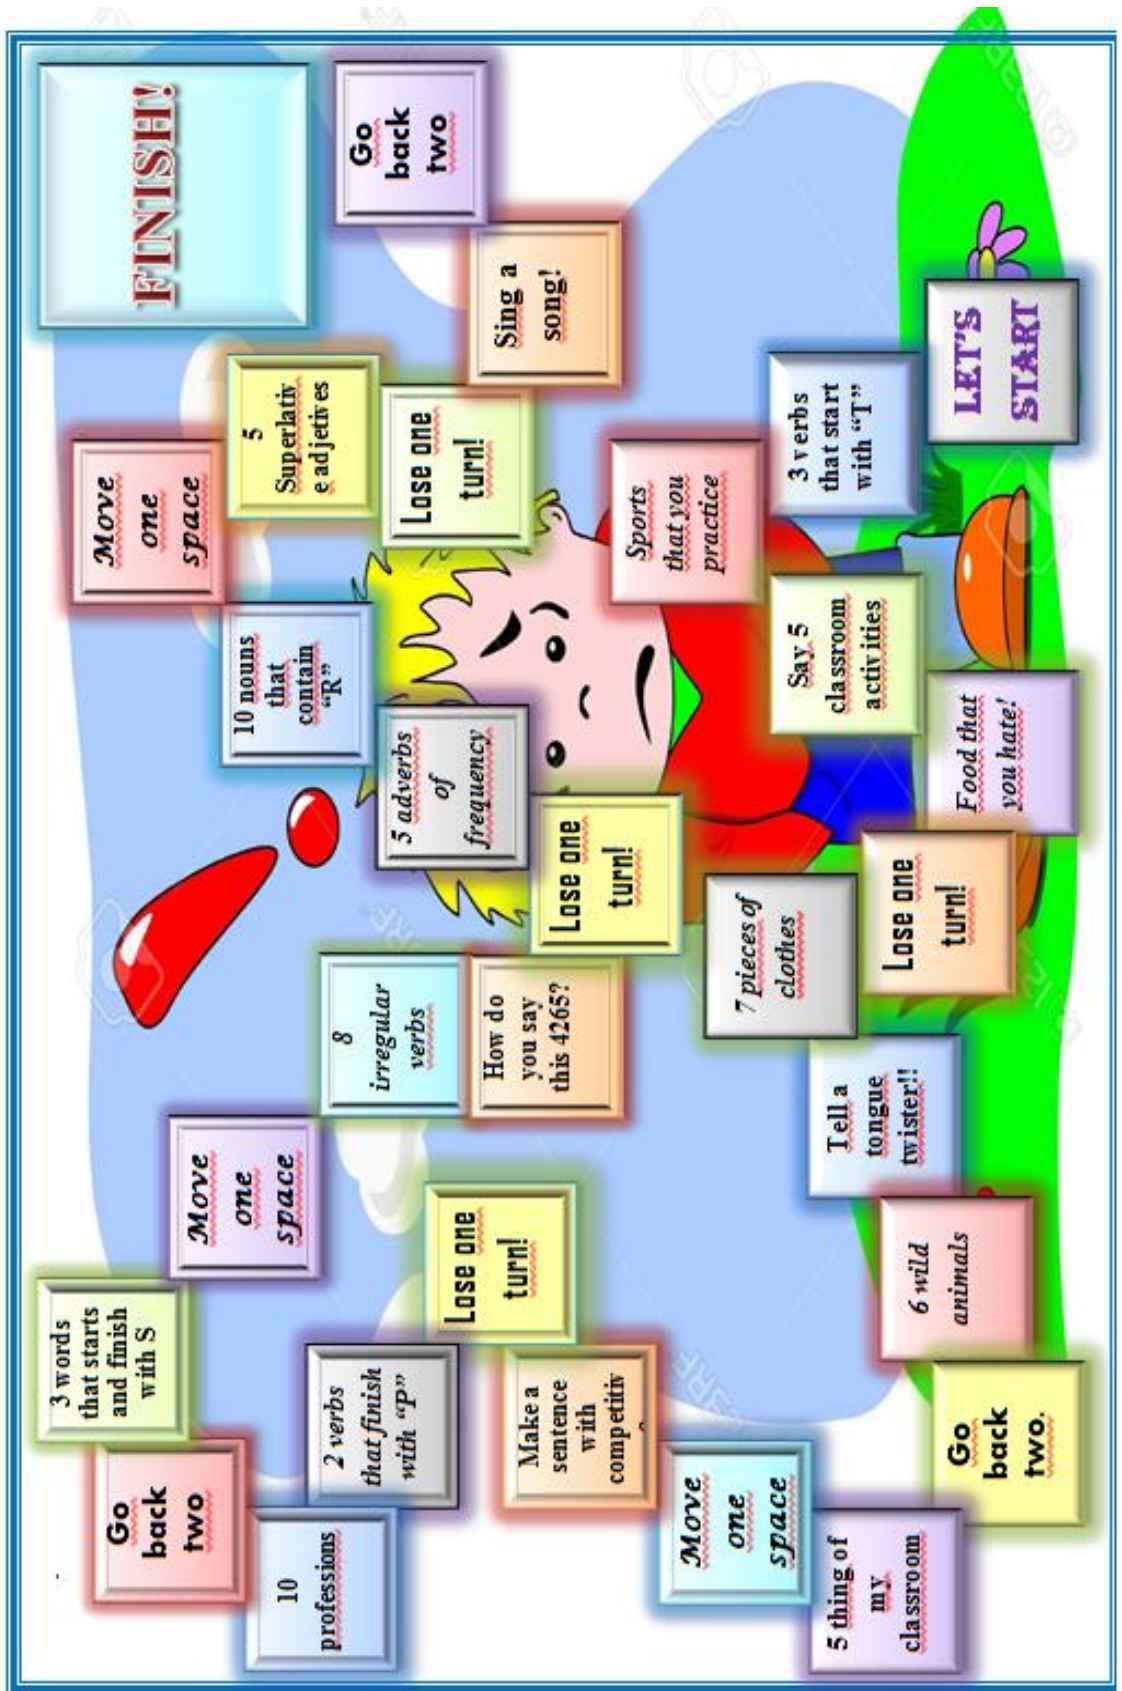 LET'S
START
3 verbs
that start
with “T”
Sports
that you
practice
Say 5
classroom
activities
Food that
you hate!
Lose one
turn!
7 pieces of
clothes
Tell a
tongue
twister!!
6 wild
animals
Go
back
two.
5 thing of
my
classroom
Move
one
space
Make a
sentence
with
competitiv
Lose one
turn!
2 verbs
that finish
with “P”
10
professions
Go
back
two
3 words
that starts
and finish
with S
Move
one
space
8
irregular
verbs
How do
you say
this 4265?
Lose one
turn!
5 adverbs
of
frequency
10 nouns
that
contain
“R”
Move
one
space
5
Superlativ
e adjetives
Lose one
turn!
Sing a
song!
Go
back
two
FINISH!